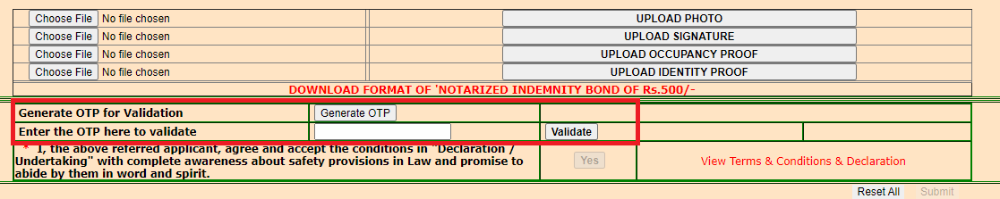 Choose File No file chosen UPLOAD PHOTO
Choose File No file chosen UPLOAD SIGNATURE
Choose File No file chosen UPLOAD OCCUPANCY PROOF
Choose File No file chosen UPLOAD IDENTITY PROOF
DOWNLOAD FORMAT OF 'NOTARIZED INDEMNITY BOND OF Rs.500/-
Generate OTP for Validation Generate OTP
Enter the OTP here to validate Validate
* I, the above referred applicant, agree and accept the conditions in "Declaration /
Undertaking" with complete awareness about safety provisions in Law and promise to
abide by them in word and spirit.
Yes
View Terms & Conditions & Declaration
Reset All Submit